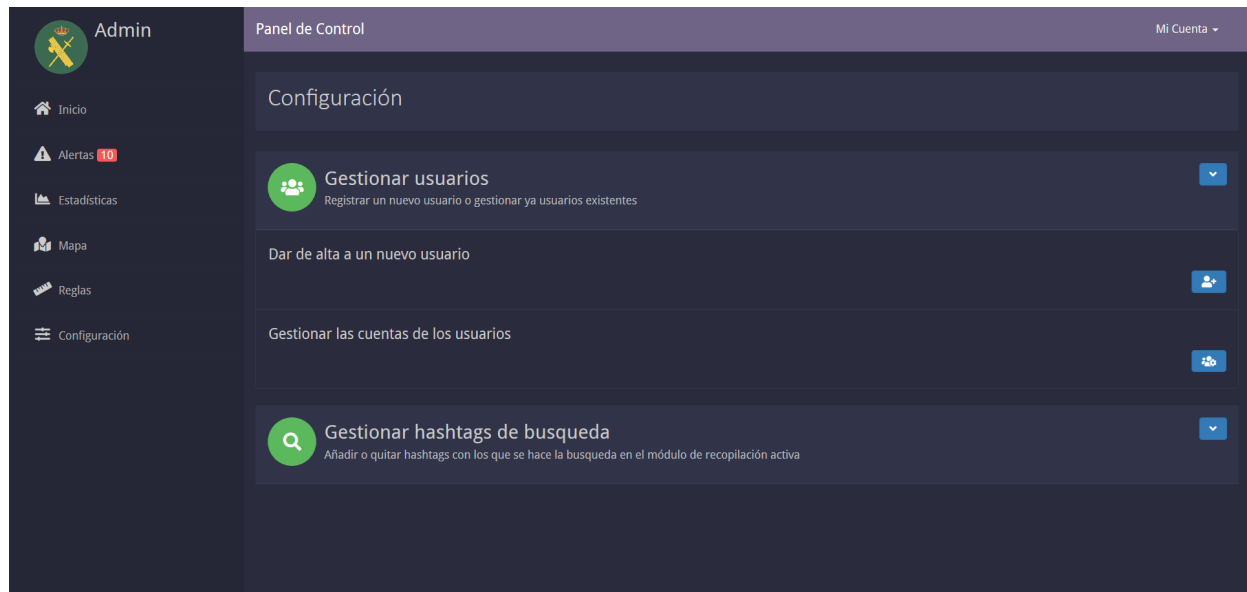 Admin
Panel de Control
Mi Cuenta
Configuración
Inicio
Alertas 10
Estadísticas
Mapa
Reglas
Configuración
Gestionar usuarios
Registrar un nuevo usuario o gestionar ya usuarios existentes
Dar de alta a un nuevo usuario
Gestionar las cuentas de los usuarios
Gestionar hashtags de busqueda
Añadir o quitar hashtags con los que se hace la busqueda en el módulo de recopilación activa